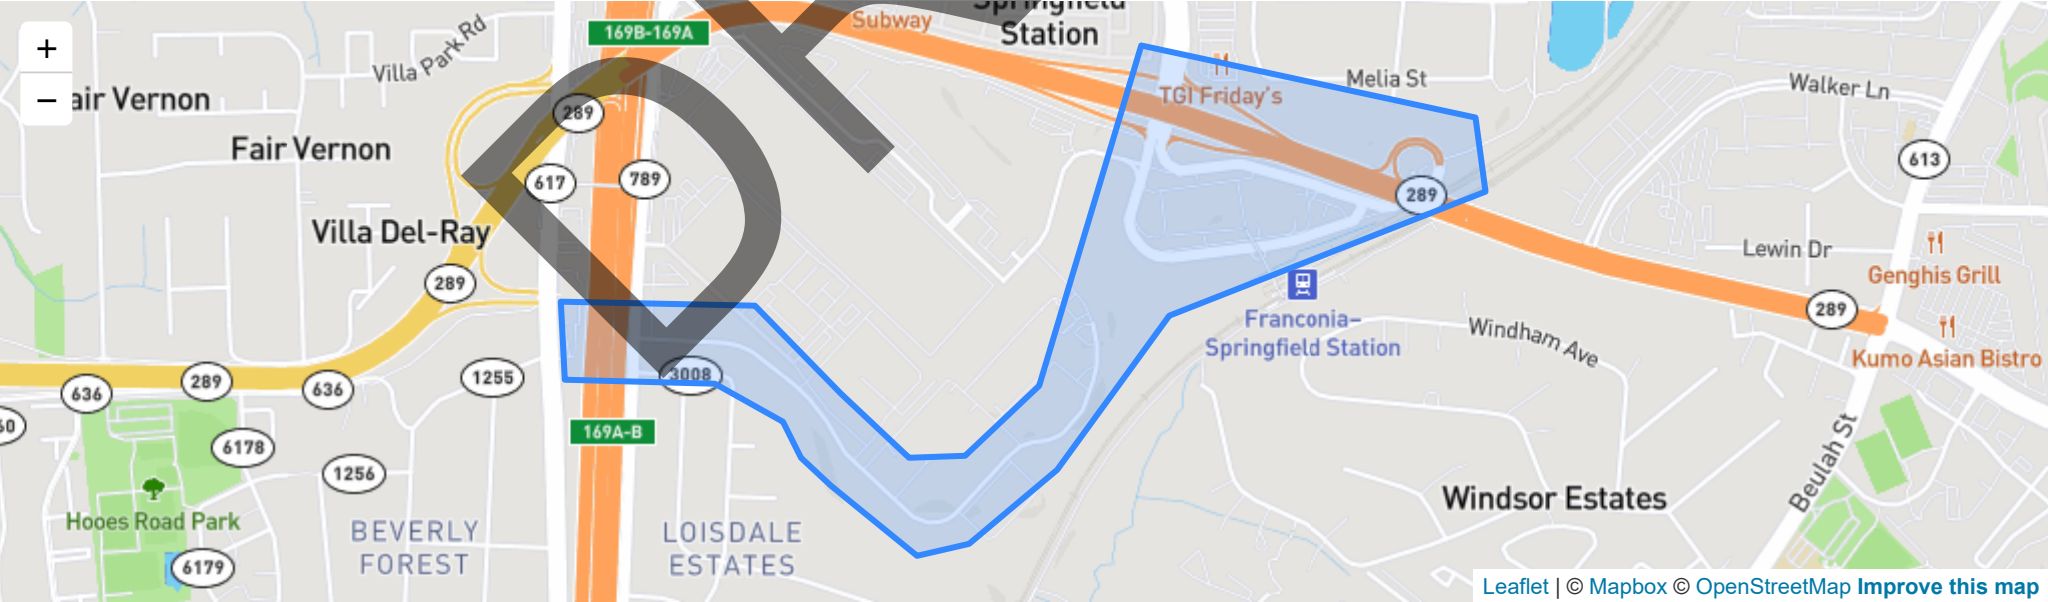 +
−
Villa Park Rd
169B-169A
Subway
Springfield
Station
TGI Friday's
Melia St
Walker Ln
air Vernon
Fair Vernon
289
617
789
613
Villa Del-Ray
289
289
Lewin Dr
Genghis Grill
289
Franconia–
Springfield Station
Windham Ave
Kumo Asian Bistro
636
289
636
1255
3008
60
169A-B
6178
1256
Beulah St
Windsor Estates
Hooes Road Park
BEVERLY
FOREST
LOISDALE
ESTATES
6179
Leaflet | © Mapbox © OpenStreetMap Improve this map